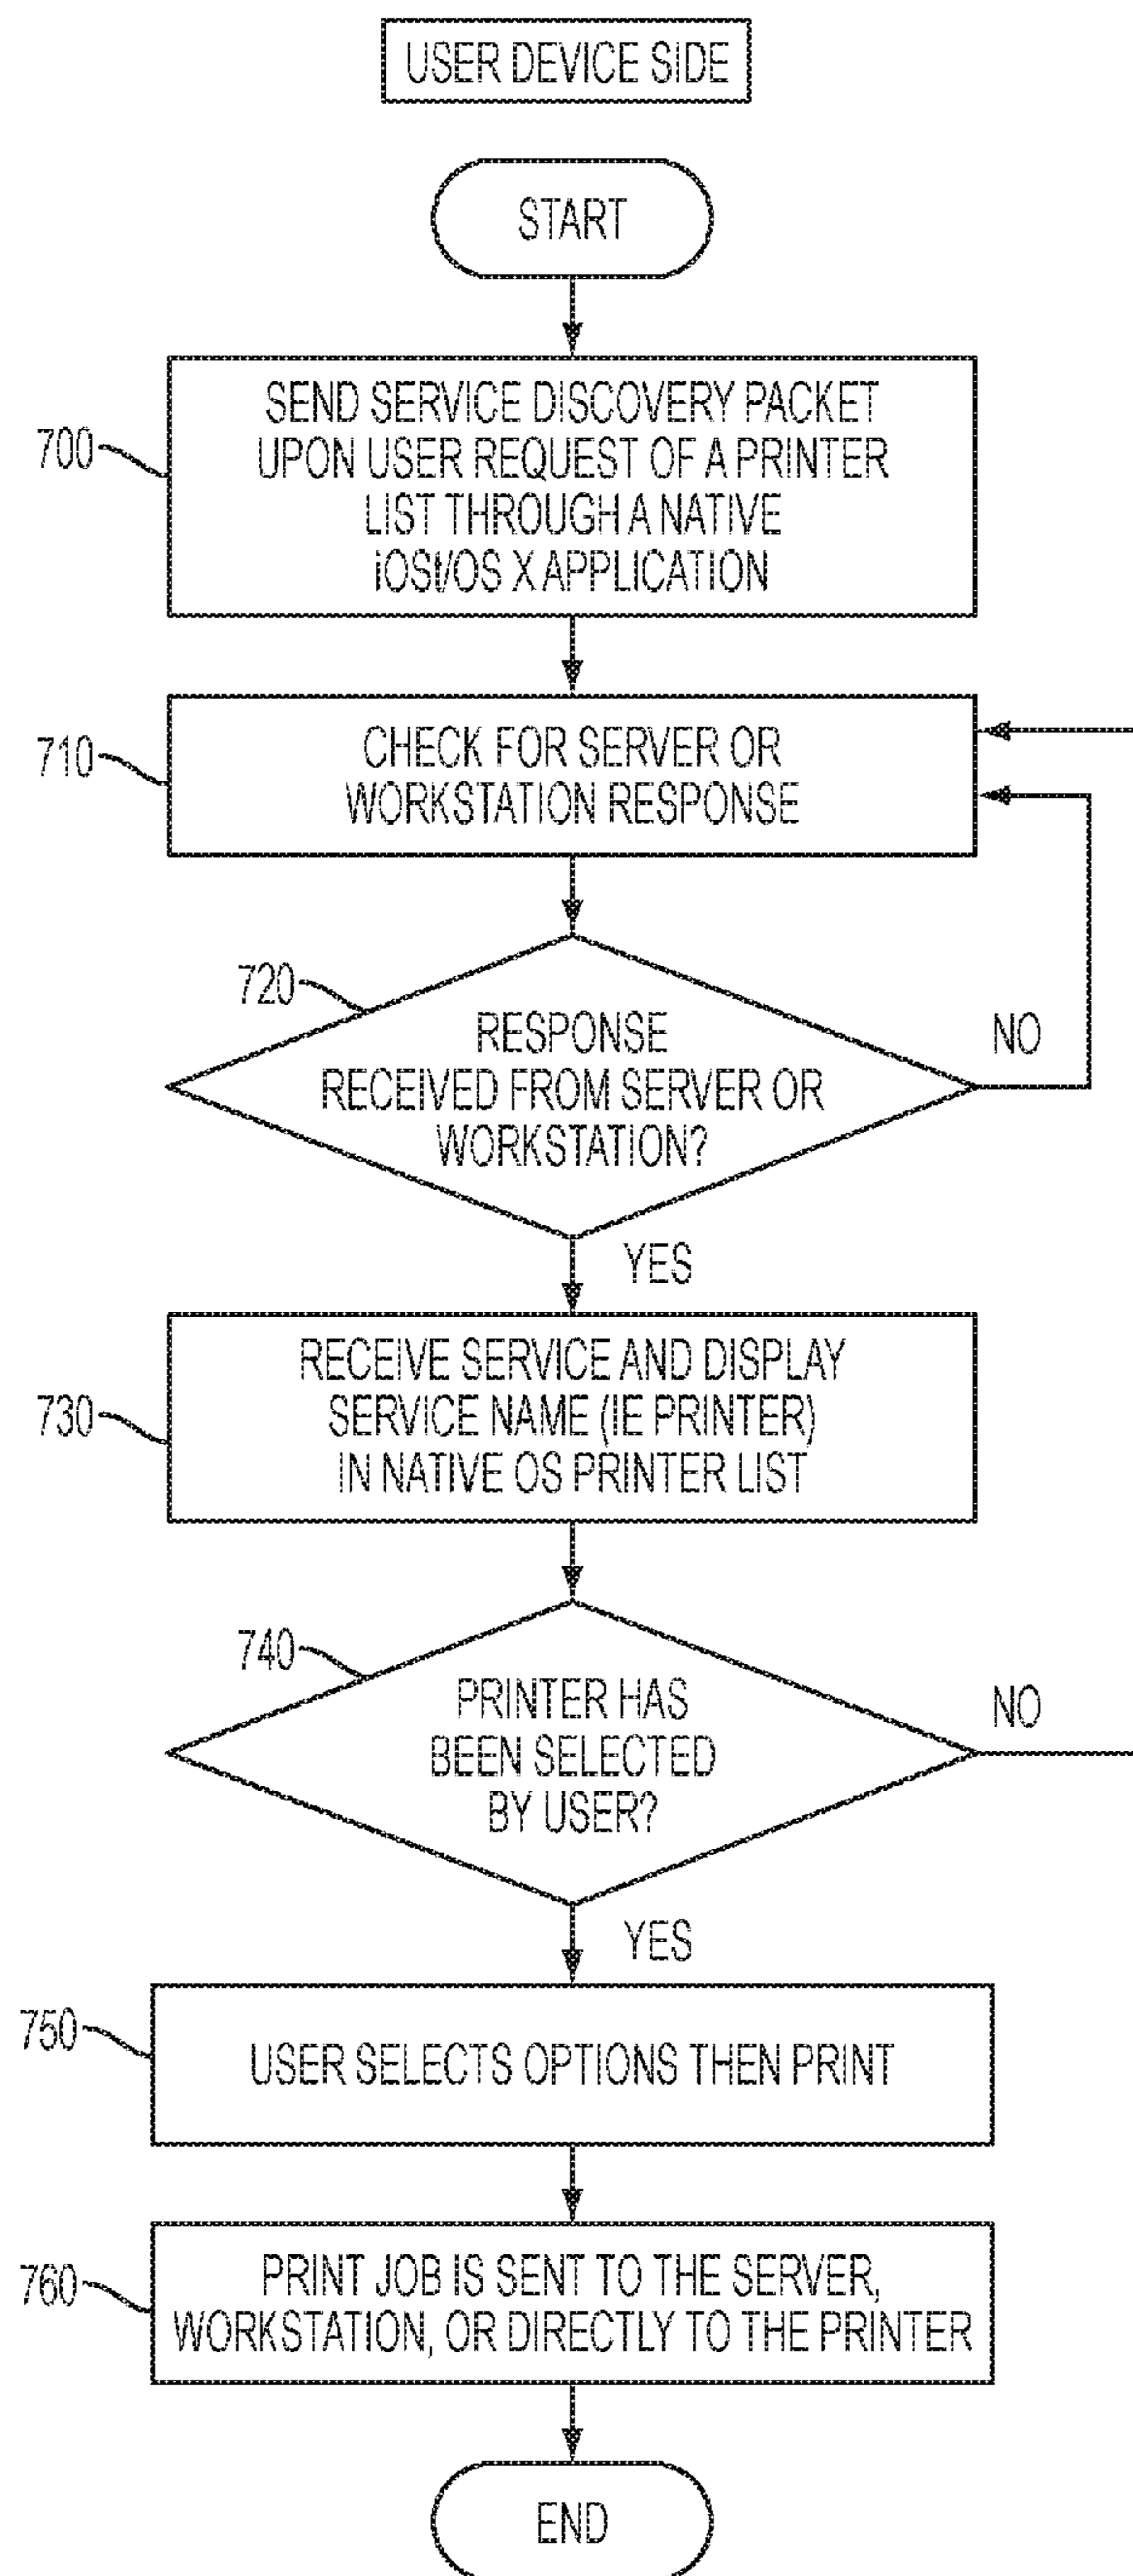 USER DEVICE SIDE
START
700
SEND SERVICE DISCOVERY PACKET
UPON USER REQUEST OF A PRINTER
LIST THROUGH A NATIVE
iOSt/OS X APPLICATION
710
CHECK FOR SERVER OR
WORKSTATION RESPONSE
720
RESPONSE
RECEIVED FROM SERVER OR
WORKSTATION?
NO
YES
730
RECEIVE SERVICE AND DISPLAY
SERVICE NAME (IE PRINTER)
IN NATIVE OS PRINTER LIST
740
PRINTER HAS
BEEN SELECTED
BY USER?
NO
YES
750
USER SELECTS OPTIONS THEN PRINT
760
PRINT JOB IS SENT TO THE SERVER,
WORKSTATION, OR DIRECTLY TO THE PRINTER
END